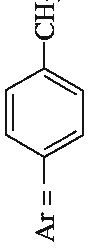 Ar =
CH₃